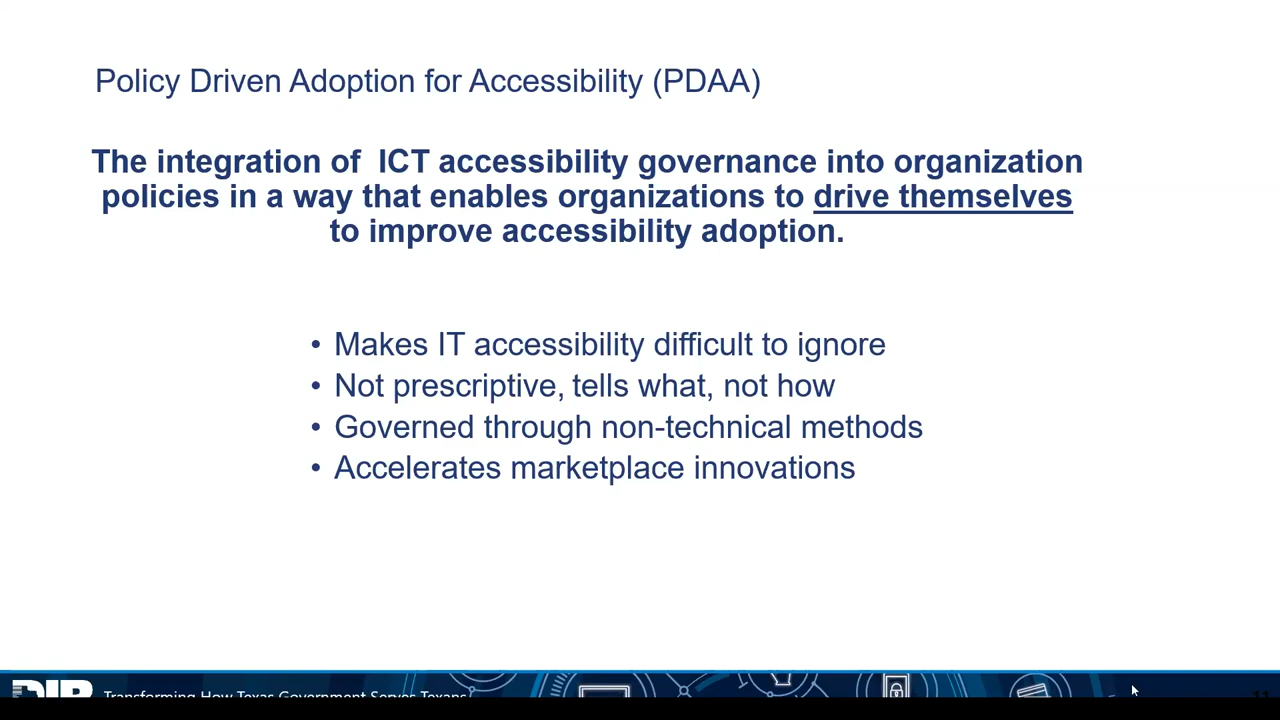 Policy Driven Adoption for Accessibility (PDAA)
The integration of ICT accessibility governance into organization
policies in a way that enables organizations to drive themselves
to improve accessibility adoption.
• Makes IT accessibility difficult to ignore
• Not prescriptive, tells what, not how
• Governed through non-technical methods
• Accelerates marketplace innovations
DIR Transforming How Texas Government Serves Texans
11